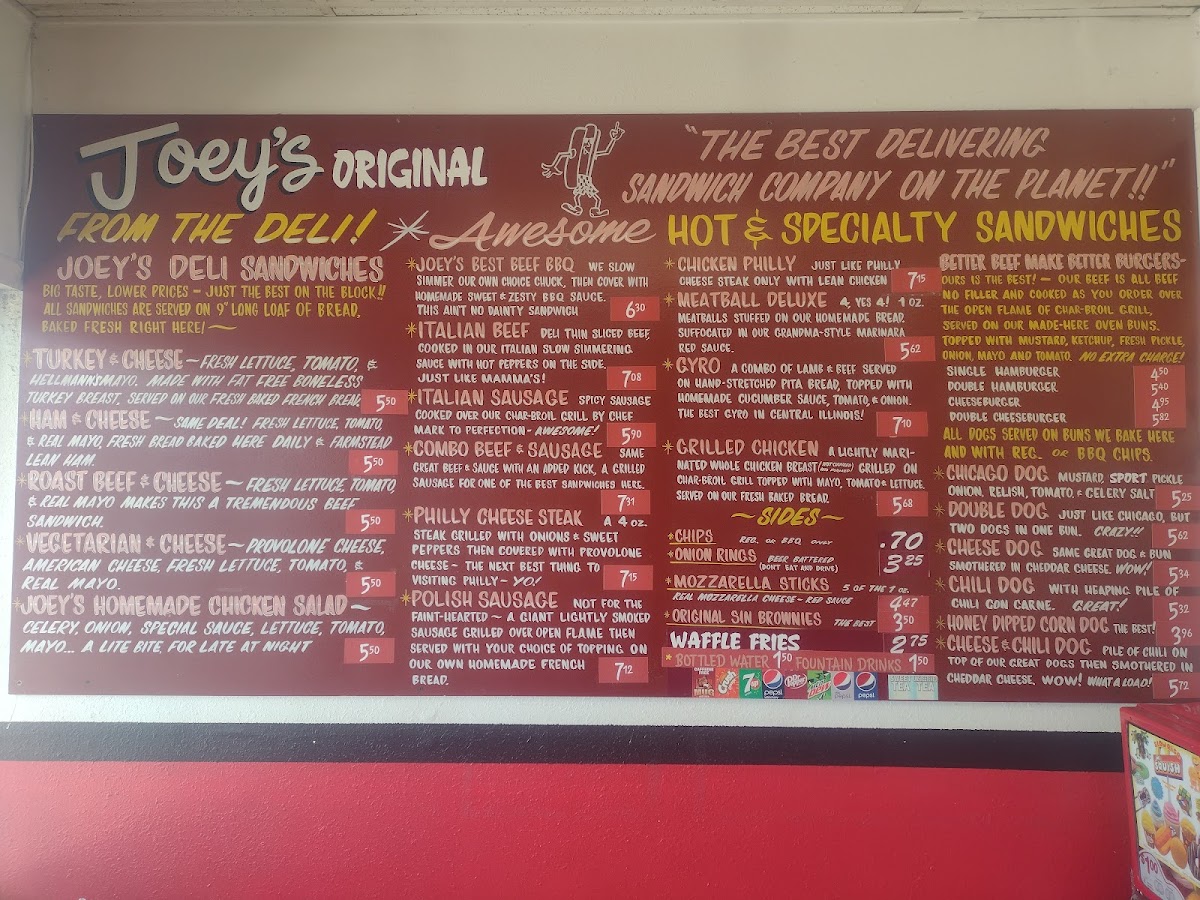 Joey's ORIGINAL
"THE BEST DELIVERING
SANDWICH COMPANY ON THE PLANET!!"
FROM THE DELI!
Awesome HOT & SPECIALTY SANDWICHES
JOEY'S DELI SANDWICHES
BIG TASTE, LOWER PRICES - JUST THE BEST ON THE BLOCK!!
ALL SANDWICHES ARE SERVED ON 9" LONG LOAF OF BREAD.
BAKED FRESH RIGHT HERE! ~
*TURKEY & CHEESE ~ FRESH LETTUCE, TOMATO, &
HELLMANNSMAYO. MADE WITH FAT FREE BONELESS
TURKEY BREAST, SERVED ON OUR FRESH BAKED FRENCH BREAD 5.50
*HAM & CHEESE ~ SAME DEAL! FRESH LETTUCE, TOMATO,
& REAL MAYO, FRESH BREAD BAKED HERE DAILY & FARMSTEAD
LEAN HAM. 5.50
*ROAST BEEF & CHEESE ~ FRESH LETTUCE, TOMATO,
& REAL MAYO MAKES THIS A TREMENDOUS BEEF
SANDWICH. 5.50
*VEGETARIAN & CHEESE ~ PROVOLONE CHEESE,
AMERICAN CHEESE, FRESH LETTUCE, TOMATO, &
REAL MAYO. 5.50
*JOEY'S HOMEMADE CHICKEN SALAD ~
CELERY, ONION, SPECIAL SAUCE, LETTUCE, TOMATO,
MAYO... A LITE BITE FOR LATE AT NIGHT 5.50
*JOEY'S BEST BEEF BBQ WE SLOW
SIMMER OUR OWN CHOICE CHUCK, THEN COVER WITH
HOMEMADE SWEET & ZESTY BBQ SAUCE.
THIS AINT NO DAINTY SANDWICH 6.30
*ITALIAN BEEF DELI THIN SLICED BEEF,
COOKED IN OUR ITALIAN SLOW SIMMERING
SAUCE WITH HOT PEPPERS ON THE SIDE.
JUST LIKE MAMMA'S! 7.08
*ITALIAN SAUSAGE SPICY SAUSAGE
COOKED OVER OUR CHAR-BROIL GRILL BY CHEF
MARK TO PERFECTION - AWESOME! 5.90
*COMBO BEEF & SAUSAGE SAME
GREAT BEEF & SAUCE WITH AN ADDED KICK, A GRILLED
SAUSAGE FOR ONE OF THE BEST SANDWICHES HERE.
7.31
*PHILLY CHEESE STEAK A 4 OZ.
STEAK GRILLED WITH ONIONS & SWEET
PEPPERS THEN COVERED WITH PROVOLONE
CHEESE - THE NEXT BEST THING TO
VISITING PHILLY - YO! 7.15
*POLISH SAUSAGE NOT FOR THE
FAINT-HEARTED ~ A GIANT LIGHTLY SMOKED
SAUSAGE GRILLED OVER OPEN FLAME THEN
SERVED WITH YOUR CHOICE OF TOPPING ON
OUR OWN HOMEMADE FRENCH
BREAD. 7.12
*CHICKEN PHILLY JUST LIKE PHILLY
CHEESE STEAK ONLY WITH LEAN CHICKEN 7.15
*MEATBALL DELUXE 4, YES 4! 1 OZ.
MEATBALLS STUFFED ON OUR HOMEMADE BREAD
SUFFOCATED IN OUR GRANDMA-STYLE MARINARA
RED SAUCE. 5.62
*GYRO A COMBO OF LAMB & BEEF SERVED
ON HAND-STRETCHED PITA BREAD, TOPPED WITH
HOMEMADE CUCUMBER SAUCE, TOMATO, & ONION.
THE BEST GYRO IN CENTRAL ILLINOIS! 7.10
*GRILLED CHICKEN A LIGHTLY MARI-
NATED WHOLE CHICKEN BREAST GRILLED ON
CHAR-BROIL GRILL TOPPED WITH MAYO, TOMATO & LETTUCE.
SERVED ON OUR FRESH BAKED BREAD. 5.68
~SIDES~
*CHIPS REG. OR BBQ ONLY .70
*ONION RINGS BEER BATTERED
(DON'T EAT AND DRIVE) 3.25
*MOZZARELLA STICKS 5 OF THE 1 OZ.
REAL MOZZARELLA CHEESE - RED SAUCE 4.47
*ORIGINAL SIN BROWNIES THE BEST 3.50
WAFFLE FRIES 2.75
*BOTTLED WATER 1.50 FOUNTAIN DRINKS 1.50
MUG Crush 7UP pepsi Dr Pepper Mtn Dew pepsi pepsi TEA TEA
BETTER BEEF MAKE BETTER BURGERS-
OURS IS THE BEST! - OUR BEEF IS ALL BEEF
NO FILLER AND COOKED AS YOU ORDER OVER
THE OPEN FLAME OF CHAR-BROIL GRILL,
SERVED ON OUR MADE-HERE OVEN BUNS.
TOPPED WITH MUSTARD, KETCHUP, FRESH PICKLE,
ONION, MAYO AND TOMATO. NO EXTRA CHARGE!
SINGLE HAMBURGER 4.50
DOUBLE HAMBURGER 5.40
CHEESEBURGER 4.95
DOUBLE CHEESEBURGER 5.82
ALL DOGS SERVED ON BUNS WE BAKE HERE
AND WITH REG. or BBQ CHIPS.
*CHICAGO DOG MUSTARD, SPORT PICKLE
ONION, RELISH, TOMATO, & CELERY SALT 5.25
*DOUBLE DOG JUST LIKE CHICAGO, BUT
TWO DOGS IN ONE BUN. CRAZY!! 5.62
*CHEESE DOG SAME GREAT DOG & BUN
SMOTHERED IN CHEDDAR CHEESE. WOW! 5.34
*CHILI DOG WITH HEAPING PILE OF
CHILI CON CARNE. GREAT! 5.32
*HONEY DIPPED CORN DOG THE BEST! 3.96
*CHEESE & CHILI DOG PILE OF CHILI ON
TOP OF OUR GREAT DOGS THEN SMOTHERED IN
CHEDDAR CHEESE. WOW! WHAT A LOAD! 5.72
SQUISH
$1.00